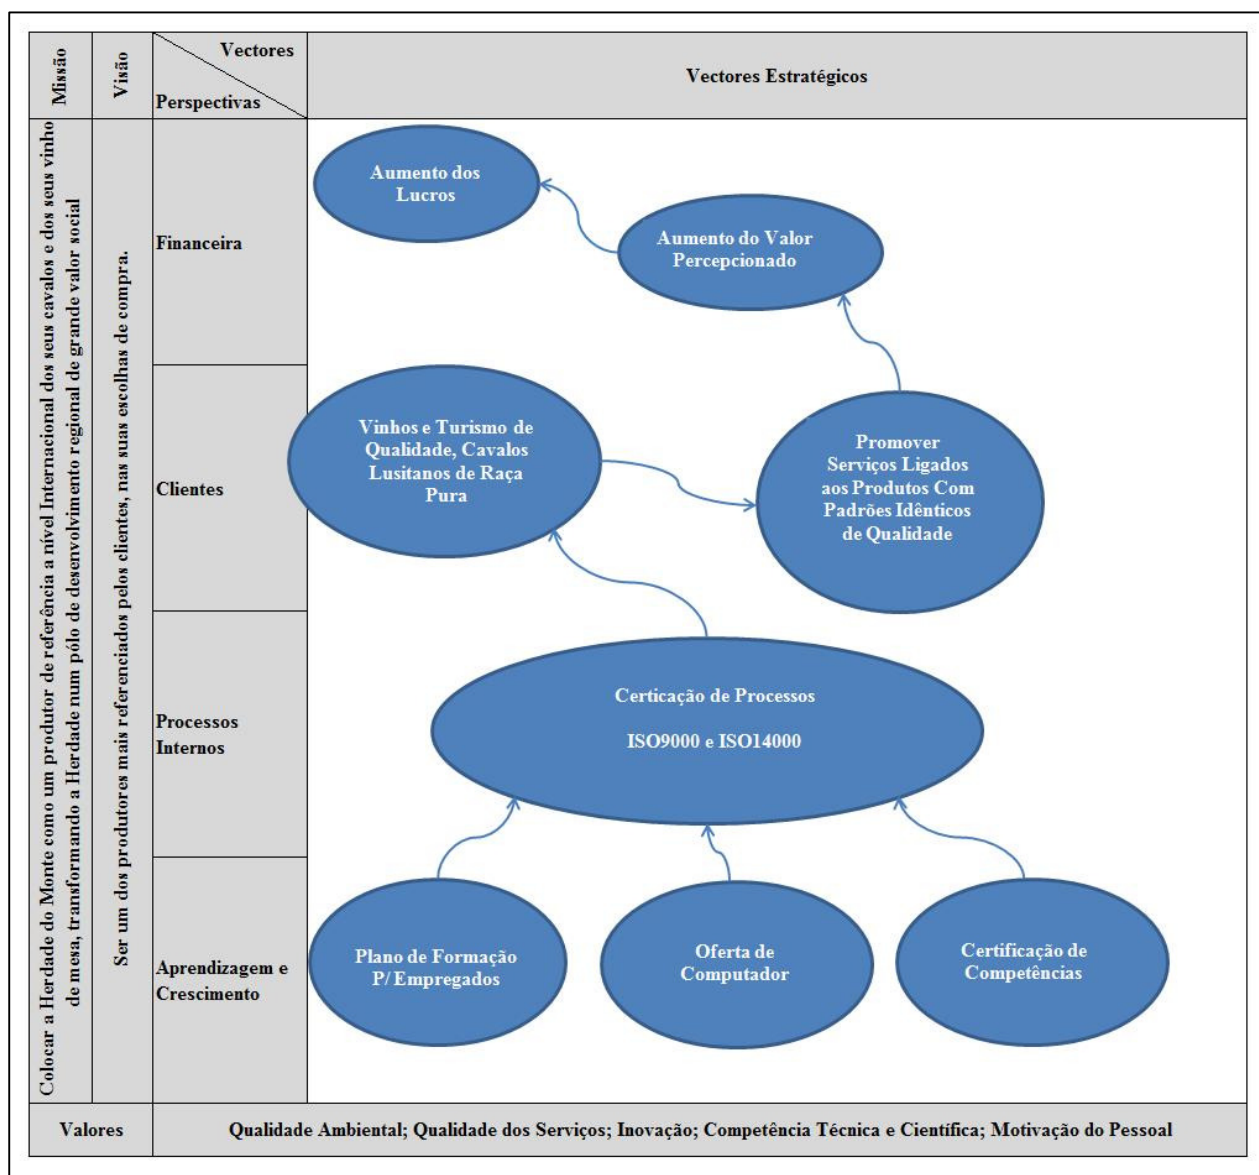 Missão
Visão
Vectores
Perspectivas
Vectores Estratégicos
Colocar a Herdade do Monte como um produtor de referência a nível Internacional dos seus cavalos e dos seus vinho
de mesa, transformando a Herdade num pólo de desenvolvimento regional de grande valor social
Ser um dos produtores mais referenciados pelos clientes, nas suas escolhas de compra.
Financeira
Aumento dos
Lucros
Aumento do Valor
Percepcionado
Clientes
Vinhos e Turismo de
Qualidade, Cavalos
Lusitanos de Raça
Pura
Promover
Serviços Ligados
aos Produtos Com
Padrões Idênticos
de Qualidade
Processos
Internos
Certicação de Processos
ISO9000 e ISO14000
Aprendizagem e
Crescimento
Plano de Formação
P/ Empregados
Oferta de
Computador
Certificação de
Competências
Valores
Qualidade Ambiental; Qualidade dos Serviços; Inovação; Competência Técnica e Científica; Motivação do Pessoal